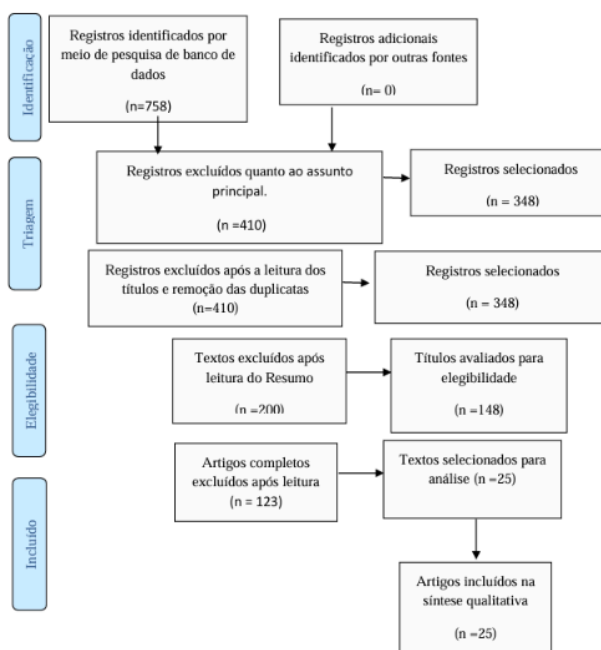 Identificação
Registros identificados por
meio de pesquisa de banco de
dados
(n=758)
Registros adicionais
identificados por outras fontes
(n= 0)
Triagem
Registros excluídos quanto ao assunto
principal.
(n =410)
Registros selecionados
(n = 348)
Registros excluídos após a leitura dos
títulos e remoção das duplicatas
(n=410)
Registros selecionados
(n = 348)
Elegibilidade
Textos excluídos após
leitura do Resumo
(n =200)
Títulos avaliados para
elegibilidade
(n =148)
Artigos completos
excluídos após leitura
(n = 123)
Textos selecionados para
análise (n =25)
Incluído
Artigos incluídos na
síntese qualitativa
(n =25)